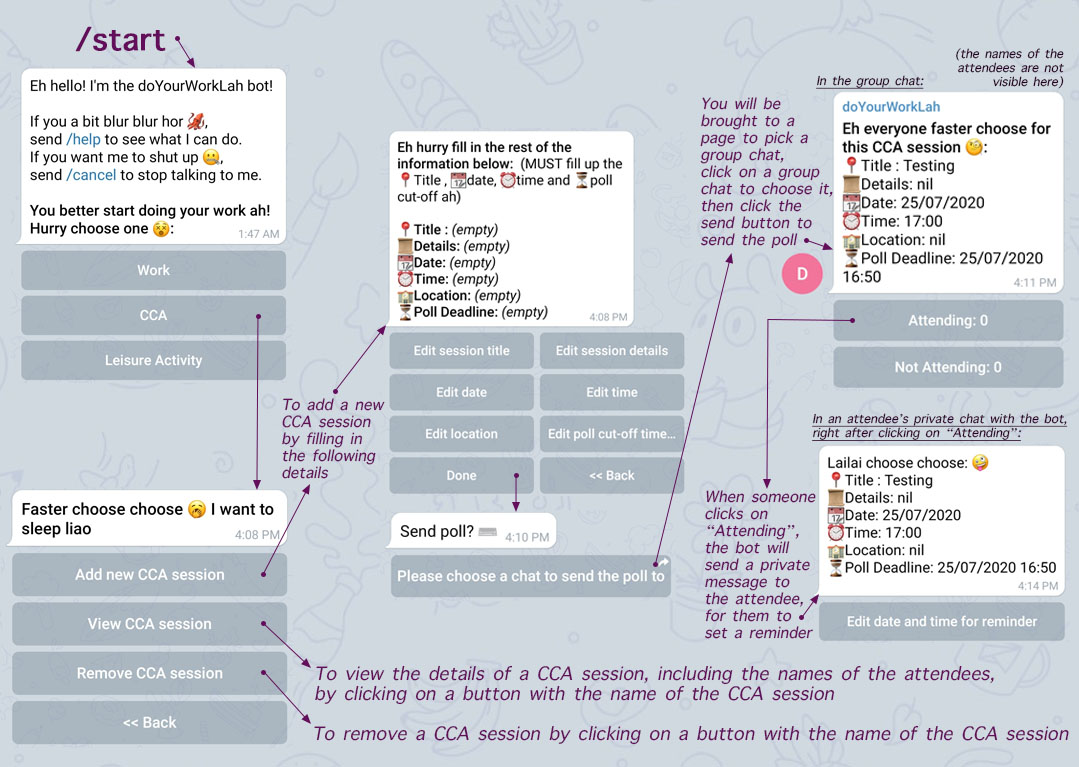 /start
Eh hello! I'm the doYourWorkLah bot!
If you a bit blur blur hor 🦑,
send /help to see what I can do.
If you want me to shut up 🤐,
send /cancel to stop talking to me.
You better start doing your work ah!
Hurry choose one 😵:
1:47 AM
Work
CCA
Leisure Activity
Faster choose choose 🥱 I want to
sleep liao
4:08 PM
Add new CCA session
View CCA session
Remove CCA session
<< Back
To add a new
CCA session
by filling in
the following
details
Eh hurry fill in the rest of the
information below: (MUST fill up the
📍Title , 📆date, ⏰time and ⏳poll
cut-off ah)
📍Title : (empty)
📜Details: (empty)
📆Date: (empty)
⏰Time: (empty)
🏫Location: (empty)
⏳Poll Deadline: (empty)
4:08 PM
Edit session title
Edit session details
Edit date
Edit time
Edit location
Edit poll cut-off time...
Done
<< Back
Send poll? ⌨️
4:10 PM
Please choose a chat to send the poll to
You will be
brought to a
page to pick a
group chat,
click on a group
chat to choose it,
then click the
send button to
send the poll
In the group chat:
(the names of the
attendees are not
visible here)
doYourWorkLah
Eh everyone faster choose for
this CCA session 🧐:
📍Title : Testing
📜Details: nil
📆Date: 25/07/2020
⏰Time: 17:00
🏫Location: nil
⏳Poll Deadline: 25/07/2020
16:50
4:11 PM
D
Attending: 0
Not Attending: 0
When someone
clicks on
“Attending”,
the bot will
send a private
message to
the attendee,
for them to
set a reminder
In an attendee’s private chat with the bot,
right after clicking on “Attending”:
Lailai choose choose: 🤪
📍Title : Testing
📜Details: nil
📆Date: 25/07/2020
⏰Time: 17:00
🏫Location: nil
⏳Poll Deadline: 25/07/2020 16:50
4:14 PM
Edit date and time for reminder
To view the details of a CCA session, including the names of the attendees,
by clicking on a button with the name of the CCA session
To remove a CCA session by clicking on a button with the name of the CCA session